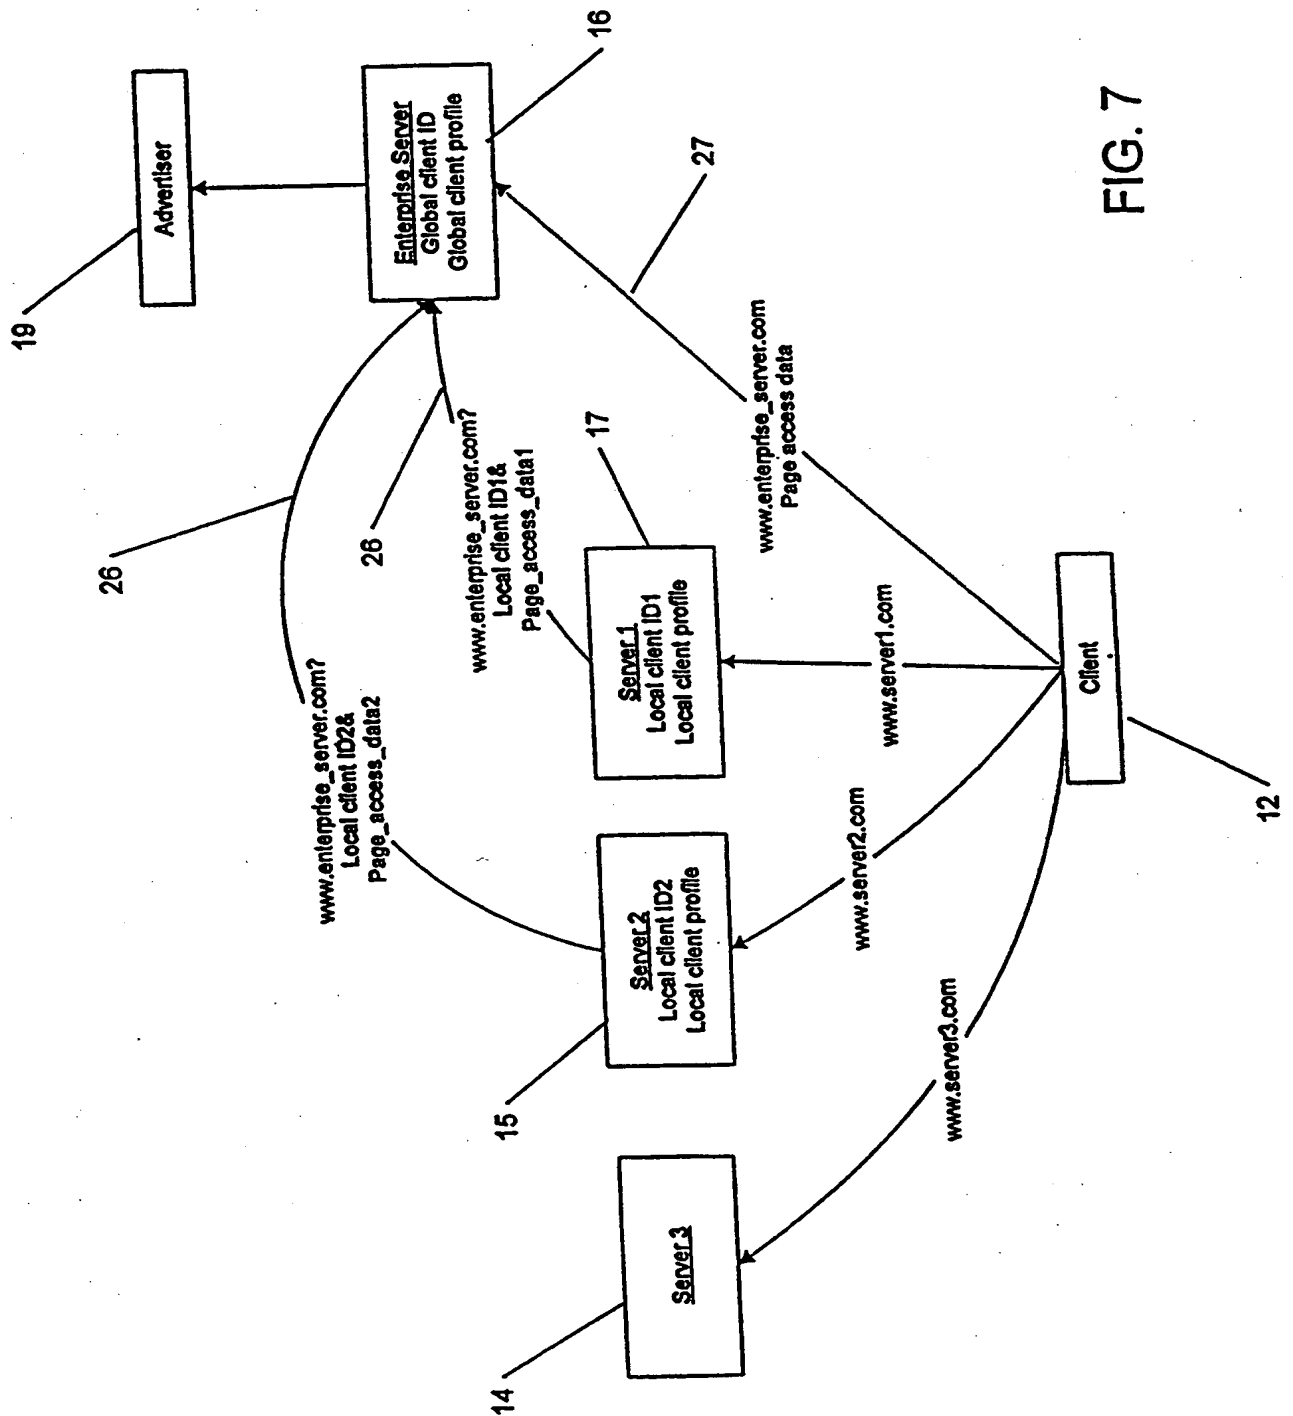 19
Advertiser
Enterprise Server
Global client ID
Global client profile
16
26
26
27
www.enterprise_server.com?
Local client ID2&
Page_access_data2
www.enterprise_server.com?
Local client ID1&
Page_access_data1
www.enterprise_server.com
Page access data
14
Server 3
15
Server 2
Local client ID2
Local client profile
17
Server 1
Local client ID1
Local client profile
www.server3.com
www.server2.com
www.server1.com
Client
12
FIG. 7